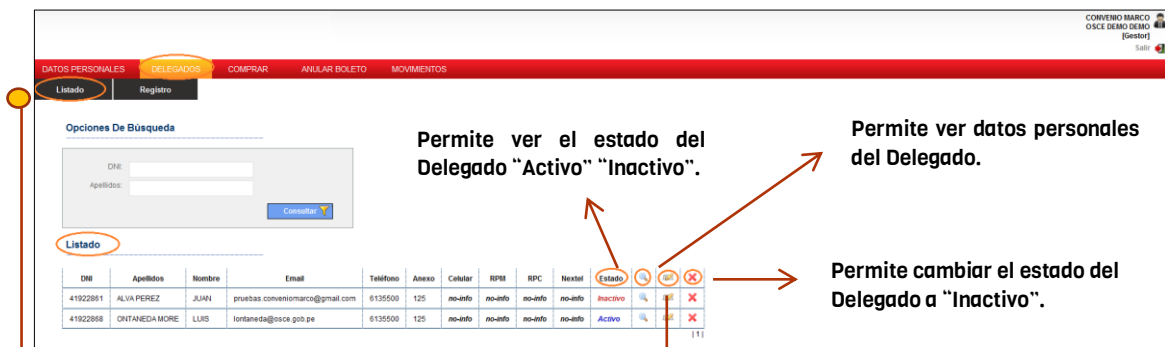 CONVENIO MARCO
OSCE DEMO DEMO
[Gestor]
Salir
DATOS PERSONALES DELEGADOS COMPRAR ANULAR BOLETO MOVIMIENTOS
Listado Registro
Opciones De Búsqueda
DNI:
Apellidos:
Consultar
Permite ver el estado del
Delegado “Activo” “Inactivo”.
Permite ver datos personales
del Delegado.
Permite cambiar el estado del
Delegado a “Inactivo”.
Listado
DNI Apellidos Nombre Email Teléfono Anexo Celular RPM RPC Nextel Estado
41922861 ALVA PEREZ JUAN pruebas.conveniomarco@gmail.com 6135500 125 no-info no-info no-info no-info Inactivo
41922868 ONTANEDA MORE LUIS lontaneda@osce.gob.pe 6135500 125 no-info no-info no-info no-info Activo
|1|